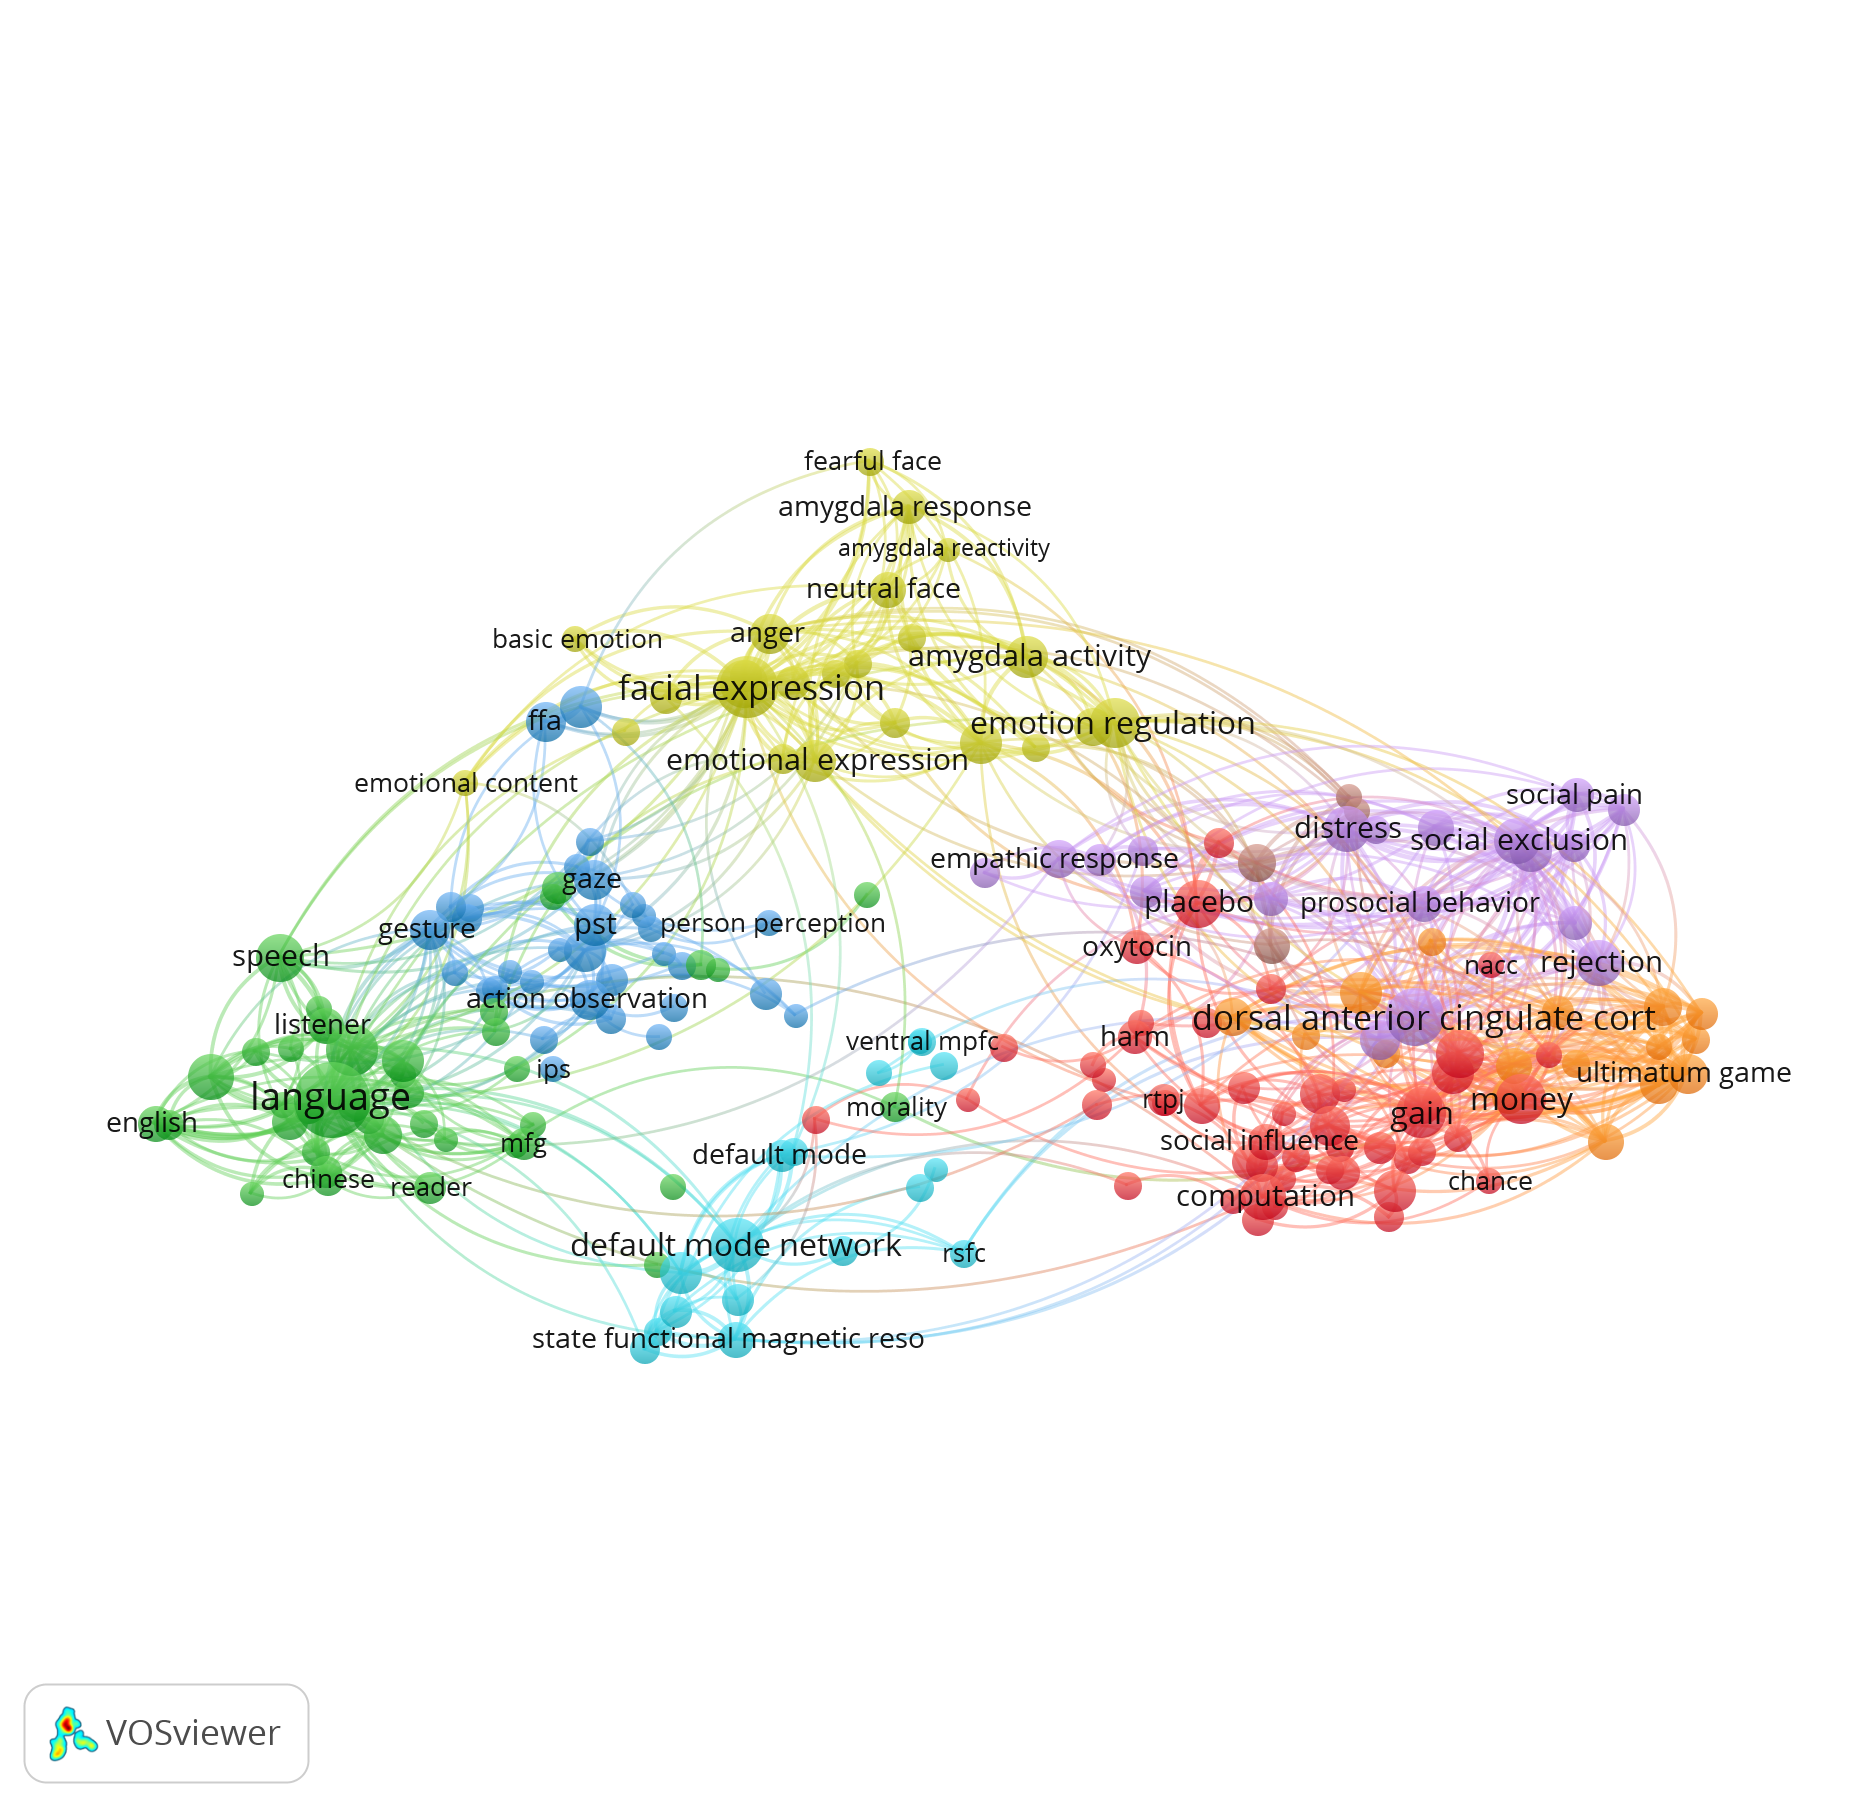 fearful face
amygdala response
amygdala reactivity
neutral face
anger
basic emotion
amygdala activity
facial expression
ffa
emotion regulation
emotional expression
emotional content
social pain
distress
social exclusion
empathic response
gaze
placebo
prosocial behavior
pst
person perception
gesture
oxytocin
speech
nacc
rejection
action observation
listener
dorsal anterior cingulate cort
harm
ventral mpfc
ips
ultimatum game
language
rtpj
gain
money
morality
english
mfg
social influence
default mode
chinese
reader
chance
computation
default mode network
rsfc
state functional magnetic reso
VOSviewer